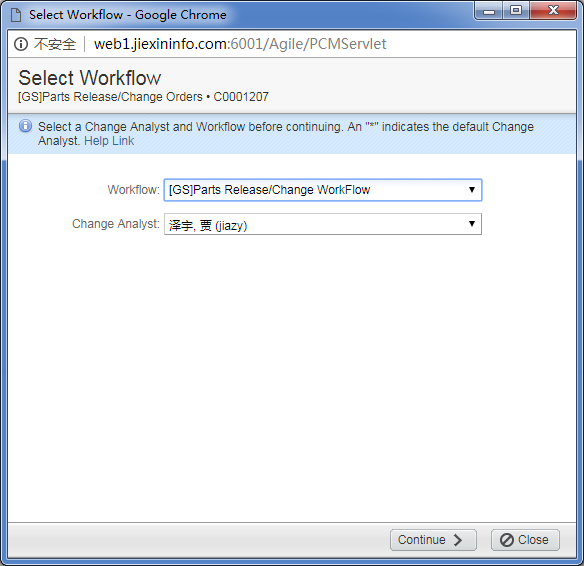 Select Workflow - Google Chrome
不安全 web1.jiexininfo.com:6001/Agile/PCMServlet
Select Workflow
[GS]Parts Release/Change Orders • C0001207
Select a Change Analyst and Workflow before continuing. An "*" indicates the default Change
Analyst. Help Link
Workflow: [GS]Parts Release/Change WorkFlow
Change Analyst: 泽宇, 贾 (jiazy)
Continue Close